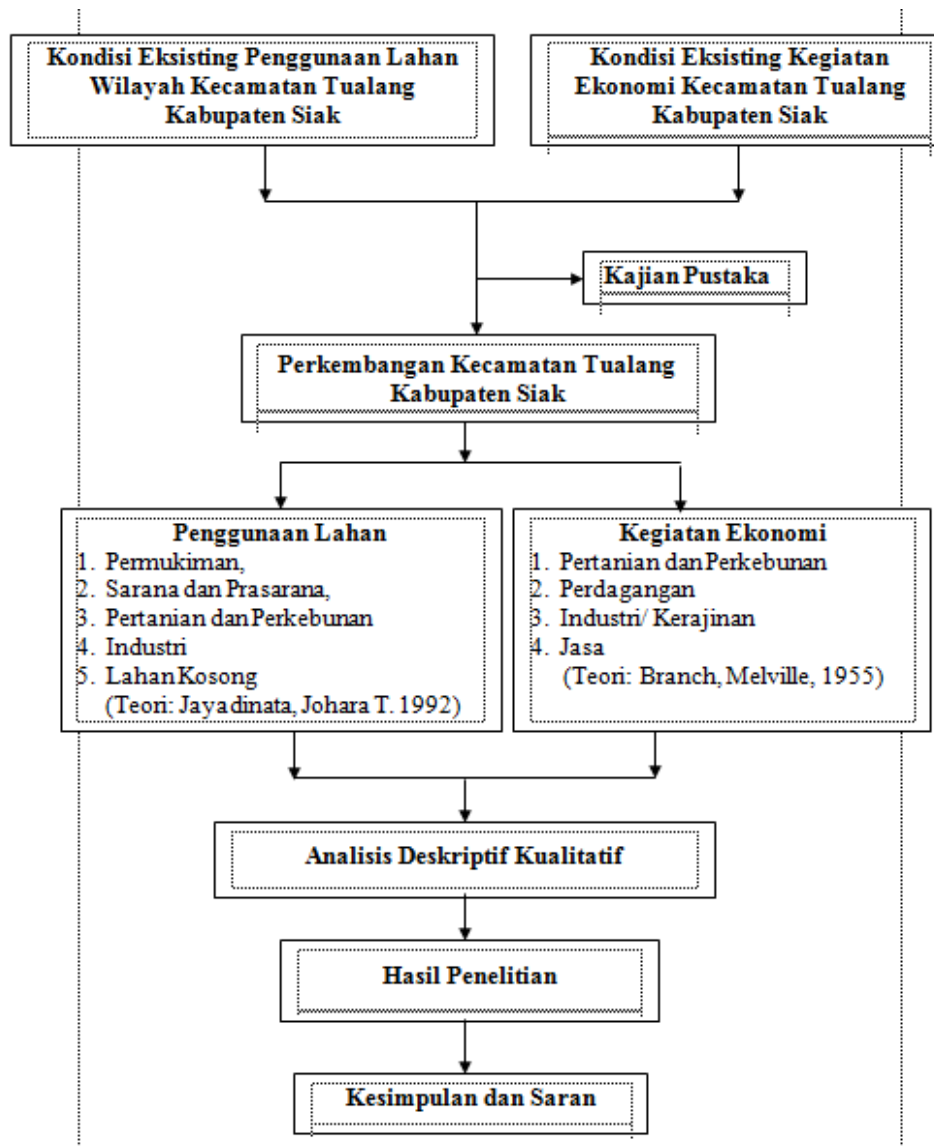 Kondisi Eksisting Penggunaan Lahan
Wilayah Kecamatan Tualang
Kabupaten Siak
Kondisi Eksisting Kegiatan
Ekonomi Kecamatan Tualang
Kabupaten Siak
Kajian Pustaka
Perkembangan Kecamatan Tualang
Kabupaten Siak
Penggunaan Lahan
1. Permukiman,
2. Sarana dan Prasarana,
3. Pertanian dan Perkebunan
4. Industri
5. Lahan Kosong
(Teori: Jayadinata, Johara T. 1992)
Kegiatan Ekonomi
1. Pertanian dan Perkebunan
2. Perdagangan
3. Industri/ Kerajinan
4. Jasa
(Teori: Branch, Melville, 1955)
Analisis Deskriptif Kualitatif
Hasil Penelitian
Kesimpulan dan Saran